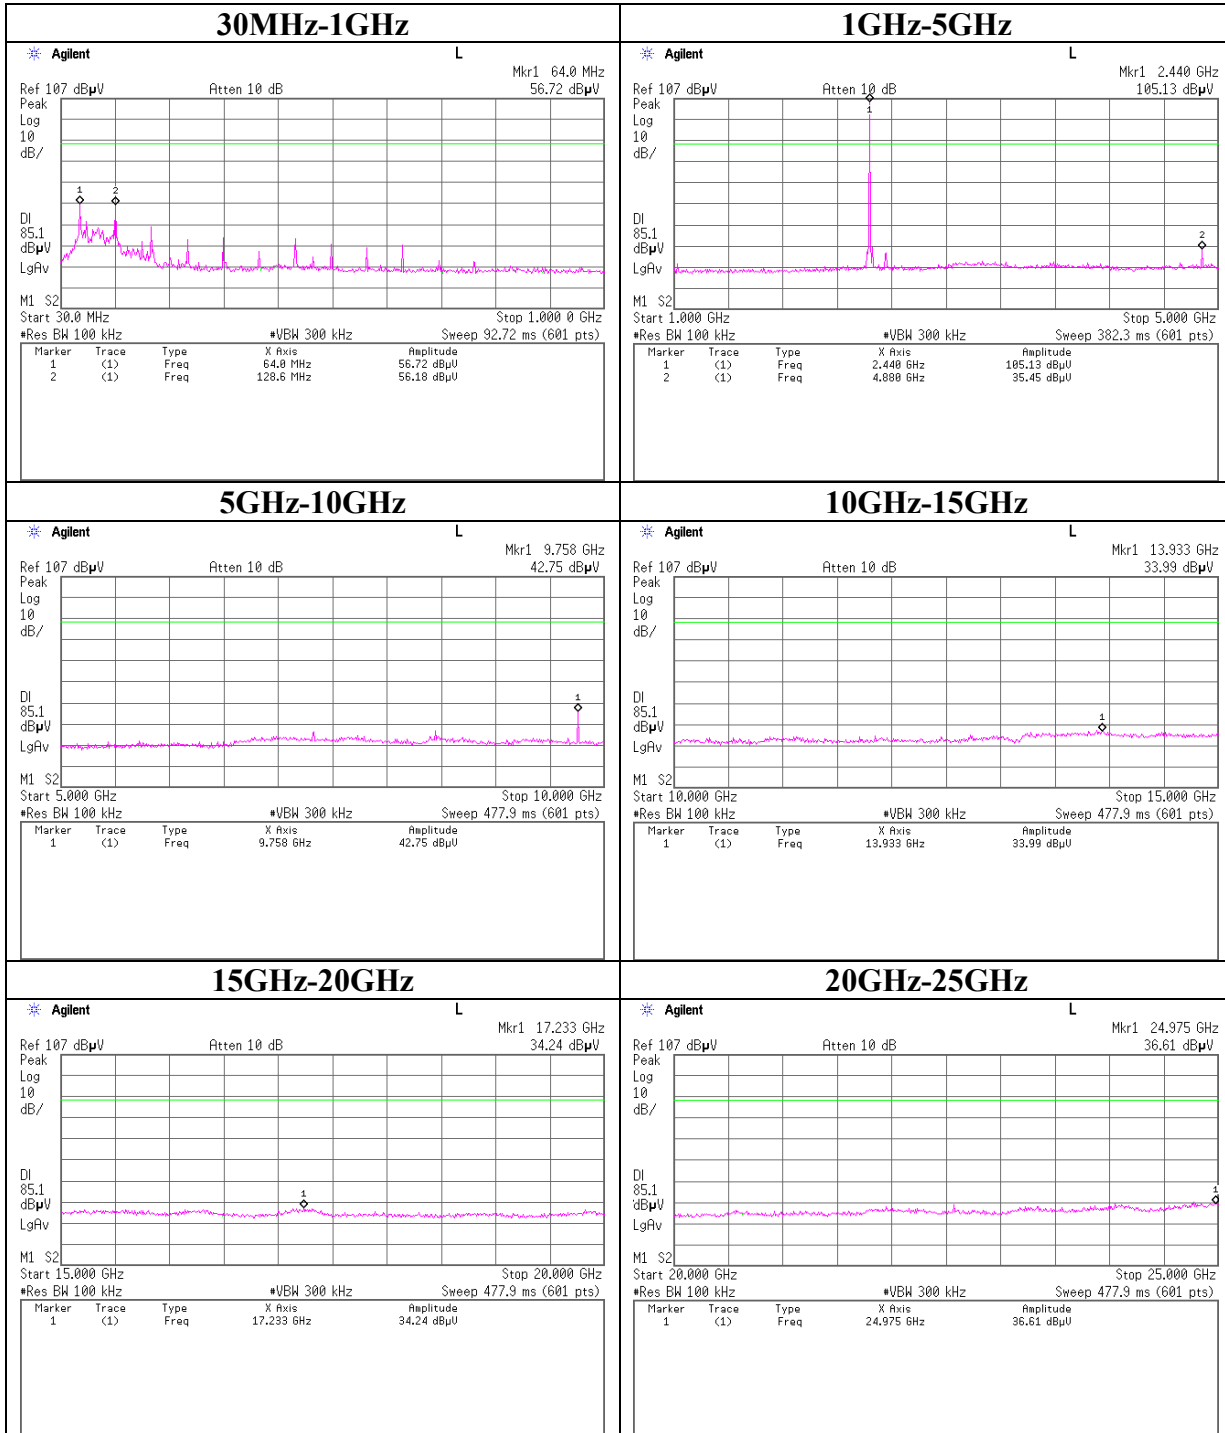 30MHz-1GHz
Agilent L
Mkr1 64.0 MHz
Ref 107 dBµV Atten 10 dB 56.72 dBµV
Peak
Log
10
dB/
1 2
DI
85.1
dBµV
LgAv
M1 S2
Start 30.0 MHz Stop 1.000 0 GHz
#Res BW 100 kHz #VBW 300 kHz Sweep 92.72 ms (601 pts)
Marker Trace Type X Axis Amplitude
1 (1) Freq 64.0 MHz 56.72 dBµV
2 (1) Freq 128.6 MHz 56.18 dBµV
1GHz-5GHz
Agilent L
Mkr1 2.440 GHz
Ref 107 dBµV Atten 10 dB 105.13 dBµV
Peak
Log
10
dB/
1
2
DI
85.1
dBµV
LgAv
M1 S2
Start 1.000 GHz Stop 5.000 GHz
#Res BW 100 kHz #VBW 300 kHz Sweep 382.3 ms (601 pts)
Marker Trace Type X Axis Amplitude
1 (1) Freq 2.440 GHz 105.13 dBµV
2 (1) Freq 4.880 GHz 35.45 dBµV
5GHz-10GHz
Agilent L
Mkr1 9.758 GHz
Ref 107 dBµV Atten 10 dB 42.75 dBµV
Peak
Log
10
dB/
1
DI
85.1
dBµV
LgAv
M1 S2
Start 5.000 GHz Stop 10.000 GHz
#Res BW 100 kHz #VBW 300 kHz Sweep 477.9 ms (601 pts)
Marker Trace Type X Axis Amplitude
1 (1) Freq 9.758 GHz 42.75 dBµV
10GHz-15GHz
Agilent L
Mkr1 13.933 GHz
Ref 107 dBµV Atten 10 dB 33.99 dBµV
Peak
Log
10
dB/
DI
85.1
dBµV
1
LgAv
M1 S2
Start 10.000 GHz Stop 15.000 GHz
#Res BW 100 kHz #VBW 300 kHz Sweep 477.9 ms (601 pts)
Marker Trace Type X Axis Amplitude
1 (1) Freq 13.933 GHz 33.99 dBµV
15GHz-20GHz
Agilent L
Mkr1 17.233 GHz
Ref 107 dBµV Atten 10 dB 34.24 dBµV
Peak
Log
10
dB/
DI
85.1
1
dBµV
LgAv
M1 S2
Start 15.000 GHz Stop 20.000 GHz
#Res BW 100 kHz #VBW 300 kHz Sweep 477.9 ms (601 pts)
Marker Trace Type X Axis Amplitude
1 (1) Freq 17.233 GHz 34.24 dBµV
20GHz-25GHz
Agilent L
Mkr1 24.975 GHz
Ref 107 dBµV Atten 10 dB 36.61 dBµV
Peak
Log
10
dB/
DI
85.1 1
dBµV
LgAv
M1 S2
Start 20.000 GHz Stop 25.000 GHz
#Res BW 100 kHz #VBW 300 kHz Sweep 477.9 ms (601 pts)
Marker Trace Type X Axis Amplitude
1 (1) Freq 24.975 GHz 36.61 dBµV